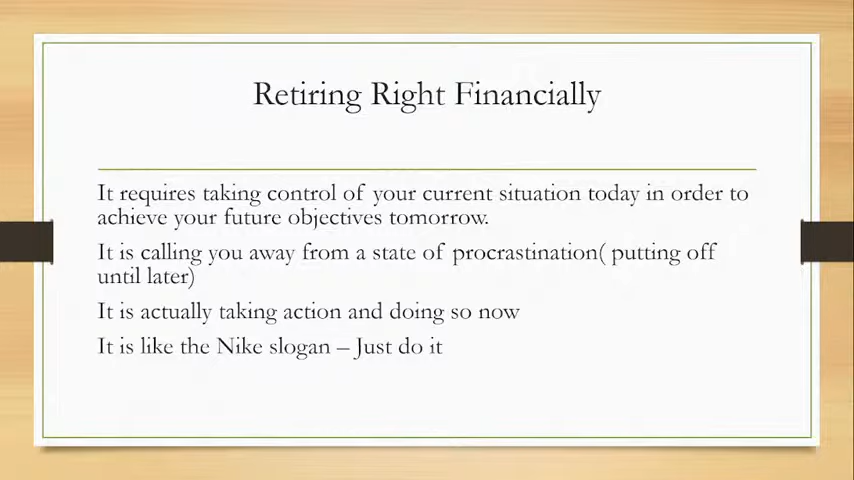 Retiring Right Financially
It requires taking control of your current situation today in order to
achieve your future objectives tomorrow.
It is calling you away from a state of procrastination( putting off
until later)
It is actually taking action and doing so now
It is like the Nike slogan – Just do it